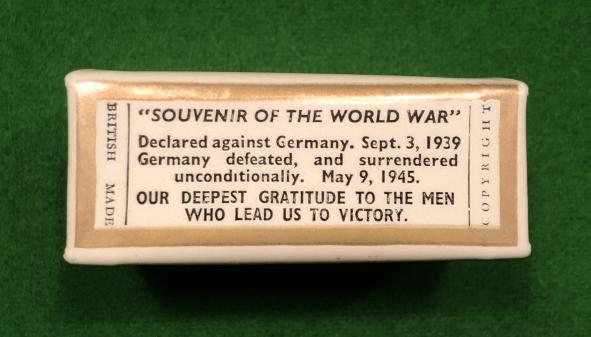 "SOUVENIR OF THE WORLD WAR"
Declared against Germany. Sept. 3, 1939
Germany defeated, and surrendered
unconditionally. May 9, 1945.
OUR DEEPEST GRATITUDE TO THE MEN
WHO LEAD US TO VICTORY.
BRITISH MADE
COPYRIGHT